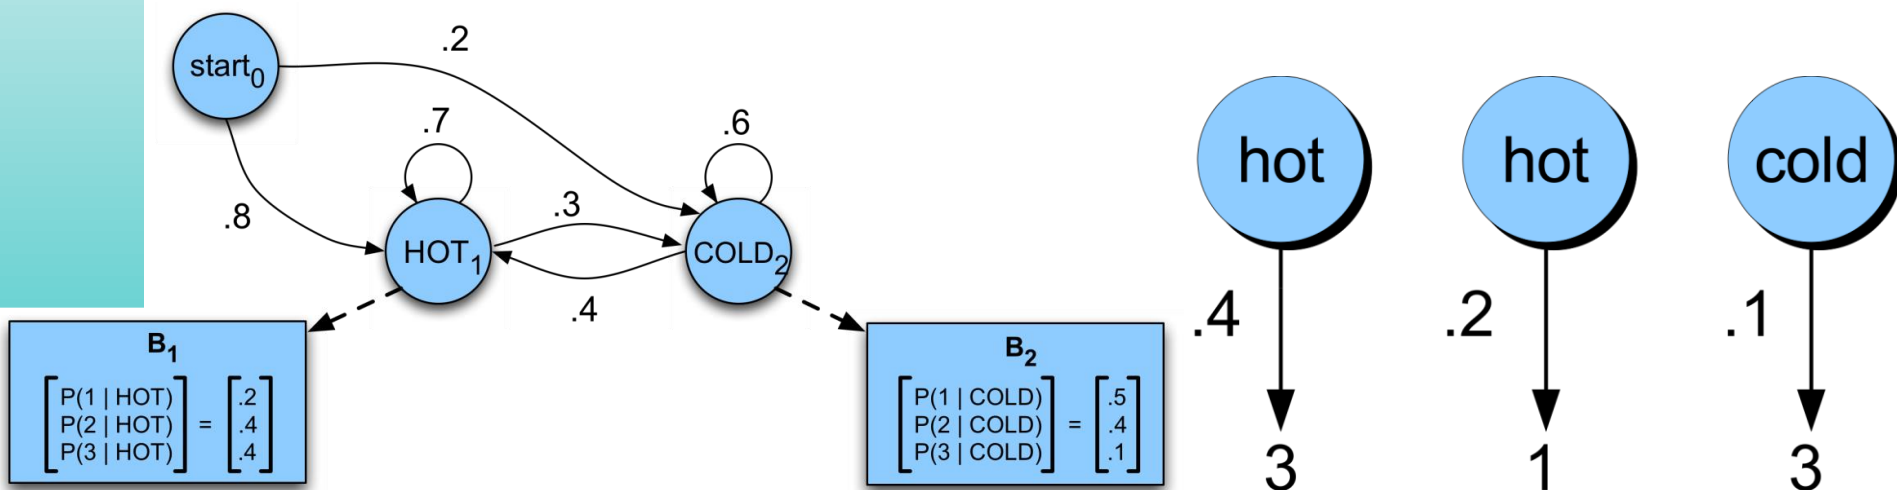 start0
.2
.7
.6
.8
.3
HOT1
COLD2
.4
B1
P(1 | HOT)
P(2 | HOT)
P(3 | HOT)
=
.2
.4
.4
B2
P(1 | COLD)
P(2 | COLD)
P(3 | COLD)
=
.5
.4
.1
hot
hot
cold
.4
.2
.1
3
1
3